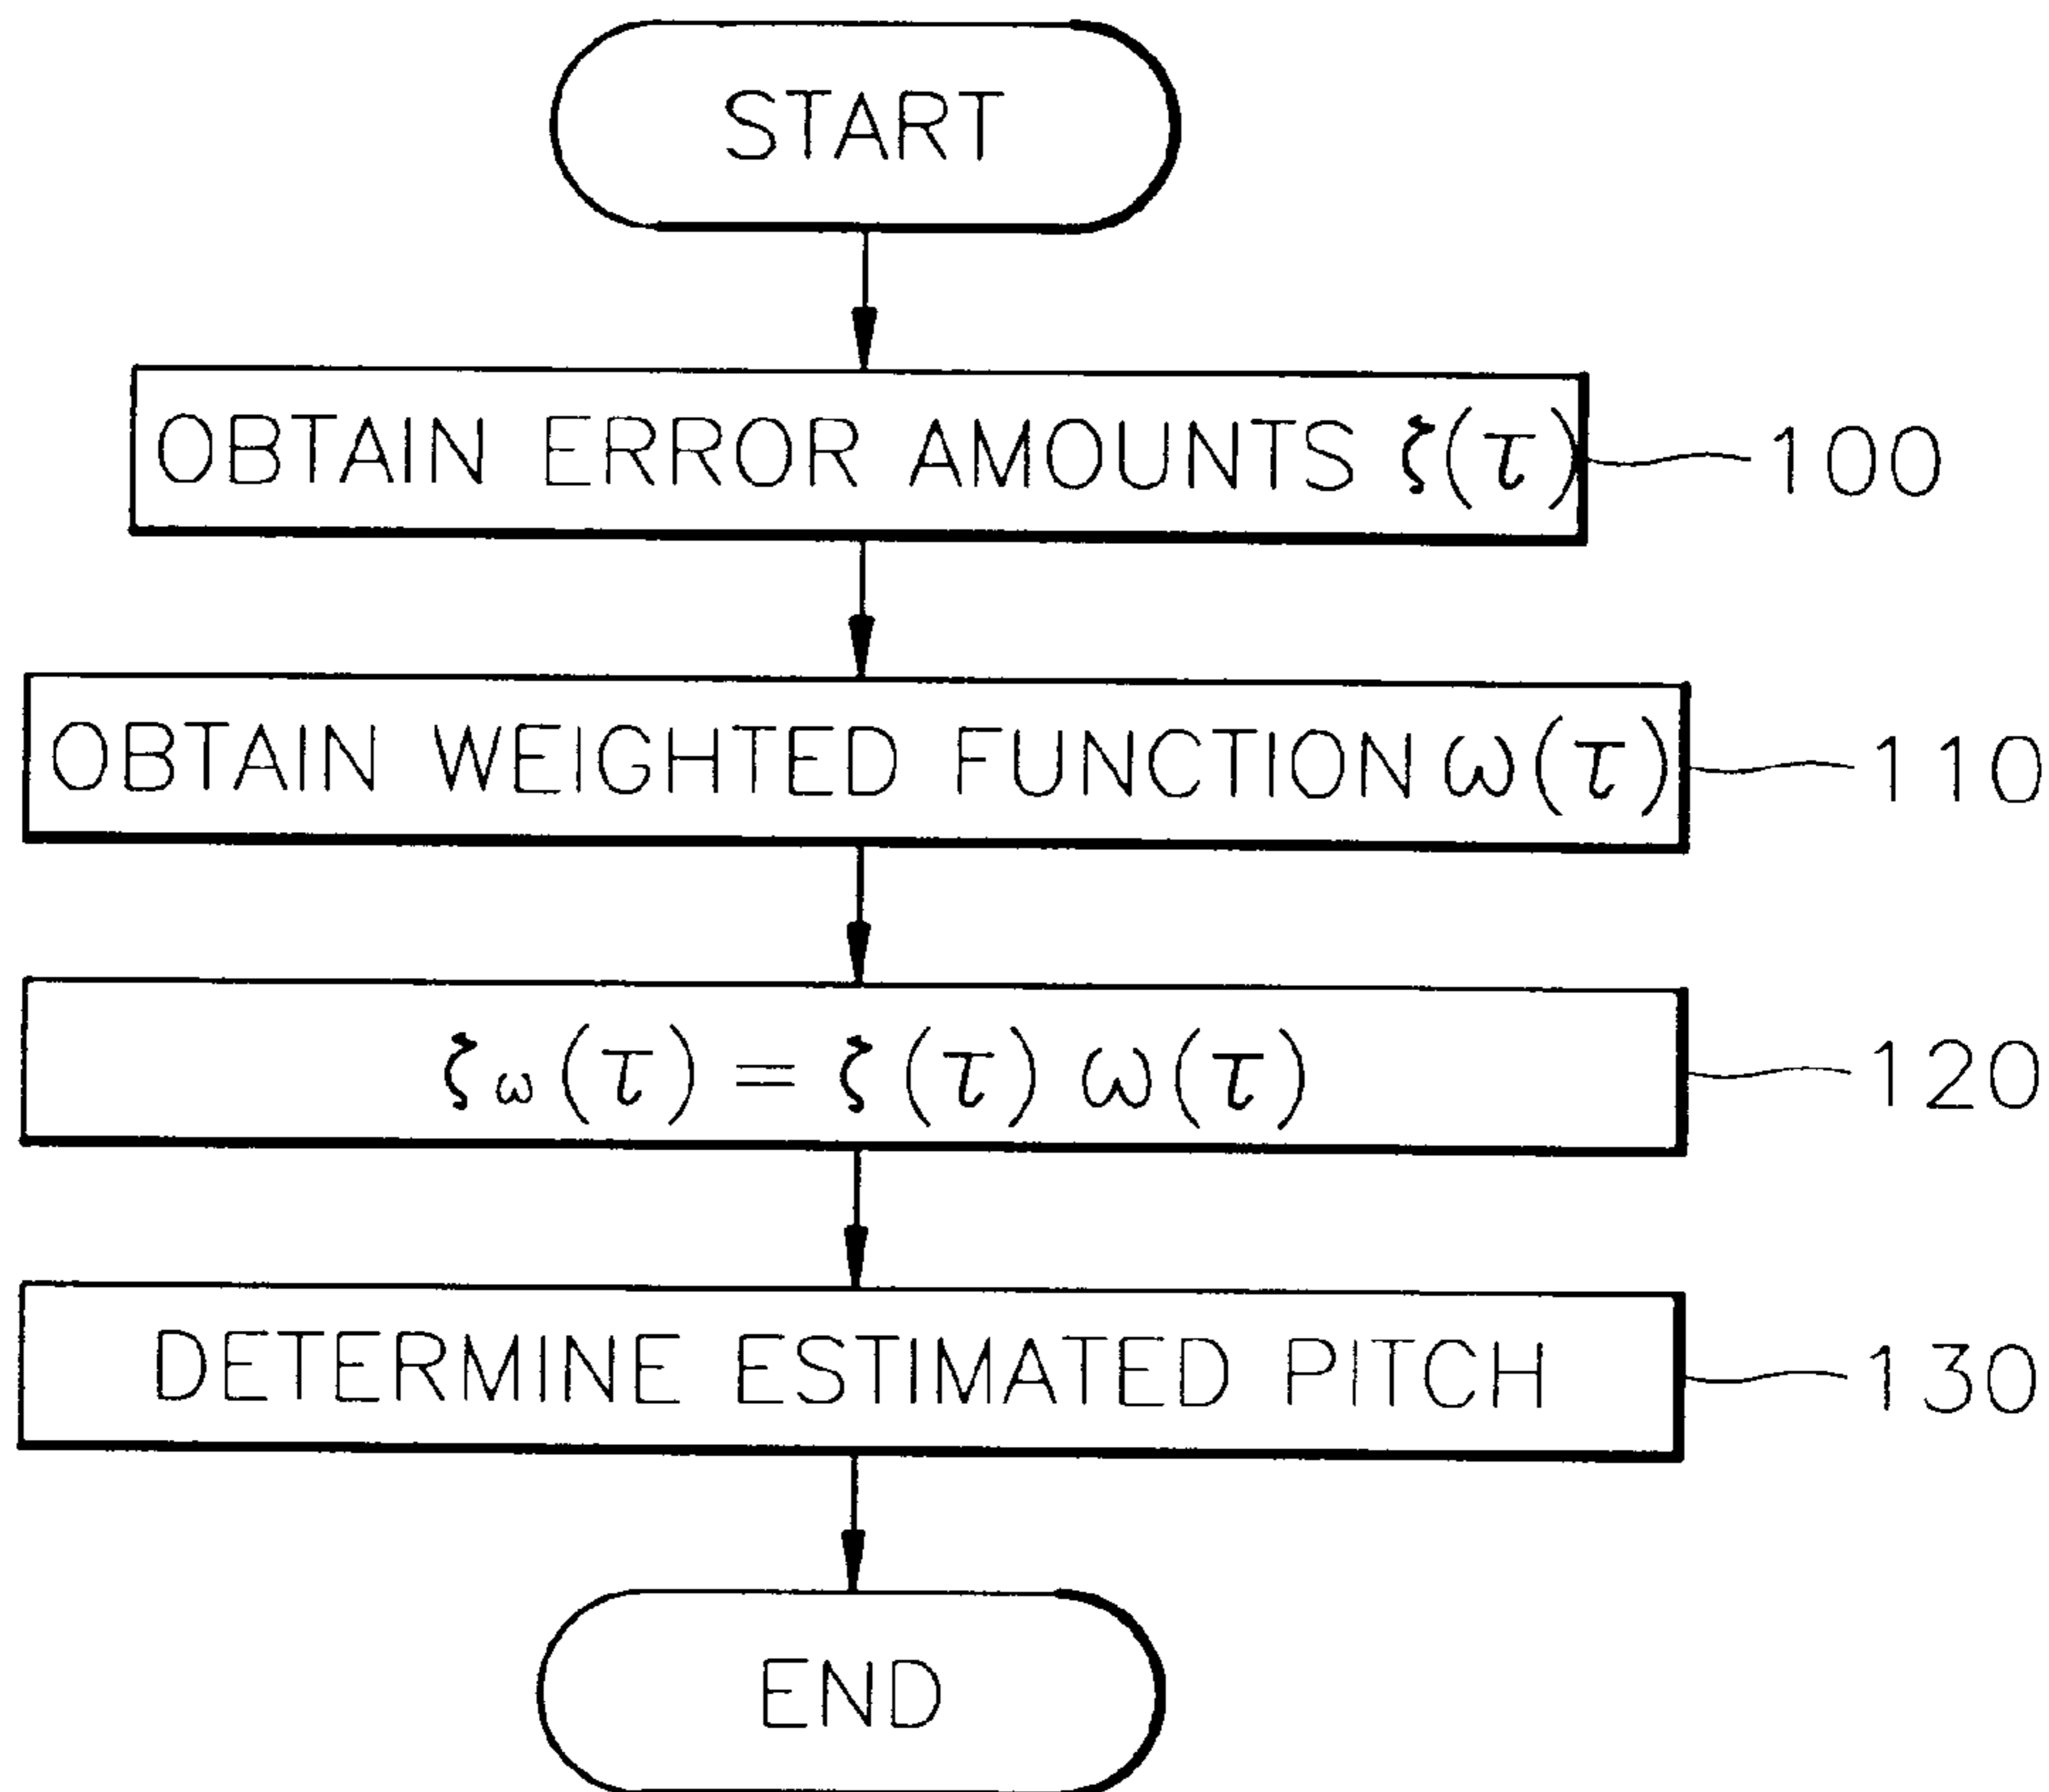 START
OBTAIN ERROR AMOUNTS ζ(τ)
100
OBTAIN WEIGHTED FUNCTION ω(τ)
110
ζω(τ) = ζ(τ) ω(τ)
120
DETERMINE ESTIMATED PITCH
130
END